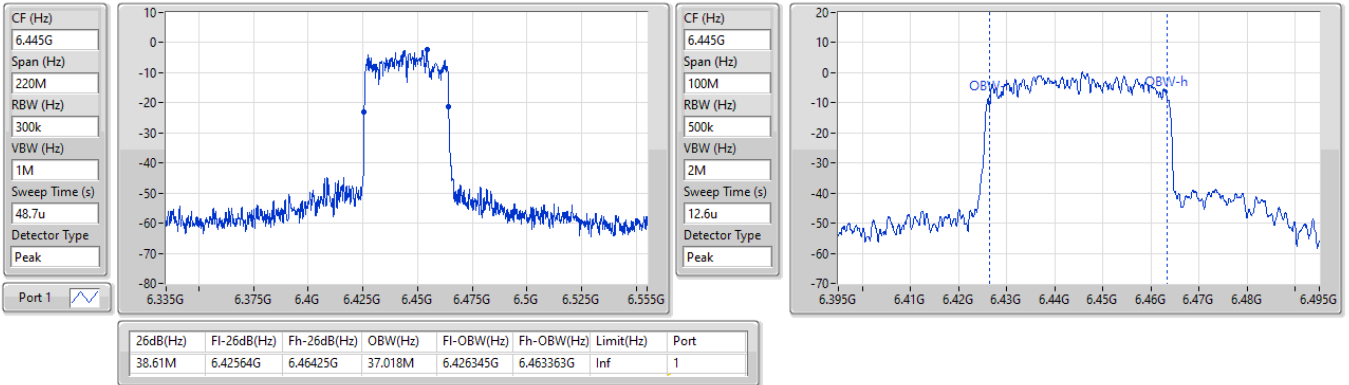 CF (Hz)
6.445G
Span (Hz)
220M
RBW (Hz)
300k
VBW (Hz)
1M
Sweep Time (s)
48.7u
Detector Type
Peak
Port 1
10
0
-10
-20
-30
-40
-50
-60
-70
-80
6.335G 6.375G 6.4G 6.425G 6.45G 6.475G 6.5G 6.525G 6.555G
CF (Hz)
6.445G
Span (Hz)
100M
RBW (Hz)
500k
VBW (Hz)
2M
Sweep Time (s)
12.6u
Detector Type
Peak
20
10
0
-10
-20
-30
-40
-50
-60
-70
OBW-l OBW-h
6.395G 6.41G 6.42G 6.43G 6.44G 6.45G 6.46G 6.47G 6.48G 6.495G
26dB(Hz) Fl-26dB(Hz) Fh-26dB(Hz) OBW(Hz) Fl-OBW(Hz) Fh-OBW(Hz) Limit(Hz) Port
38.61M 6.42564G 6.46425G 37.018M 6.426345G 6.463363G Inf 1